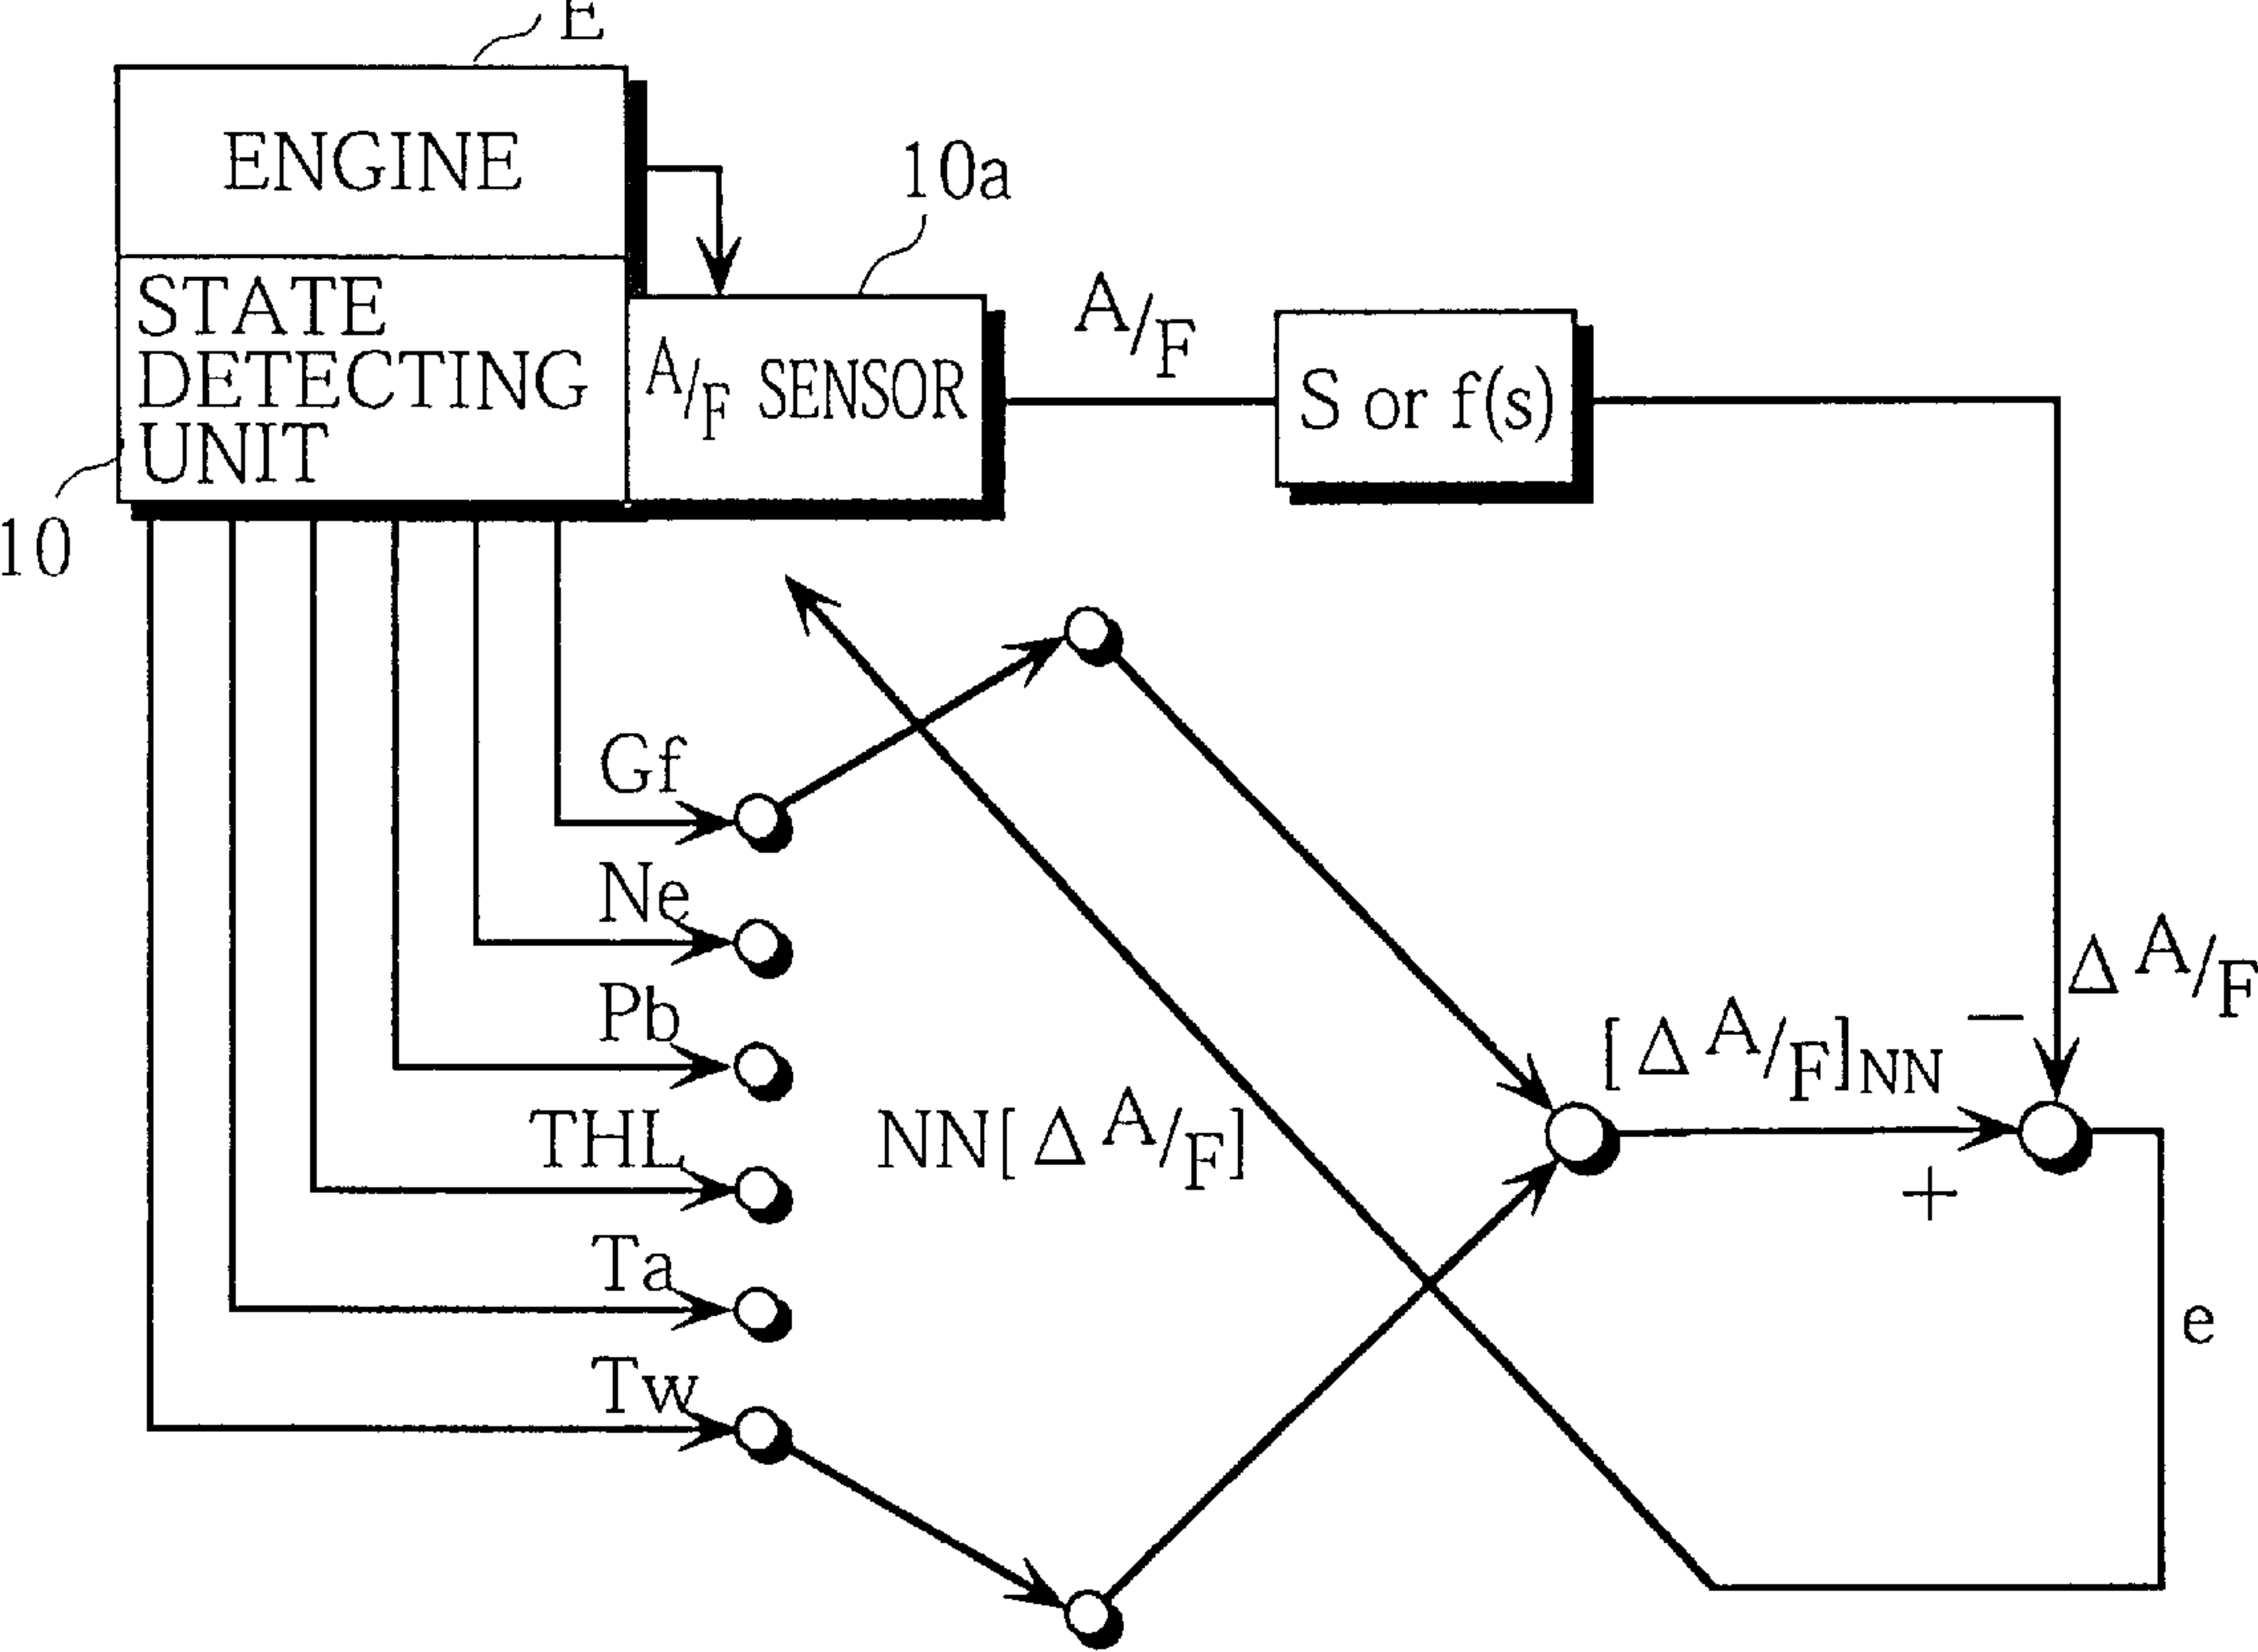 E
ENGINE
10a
STATE
DETECTING
UNIT
A/F SENSOR
A/F
S or f(s)
10
Gf
Ne
Pb
THL
Ta
Tw
NN[ΔA/F]
[ΔA/F]NN
−
ΔA/F
+
e